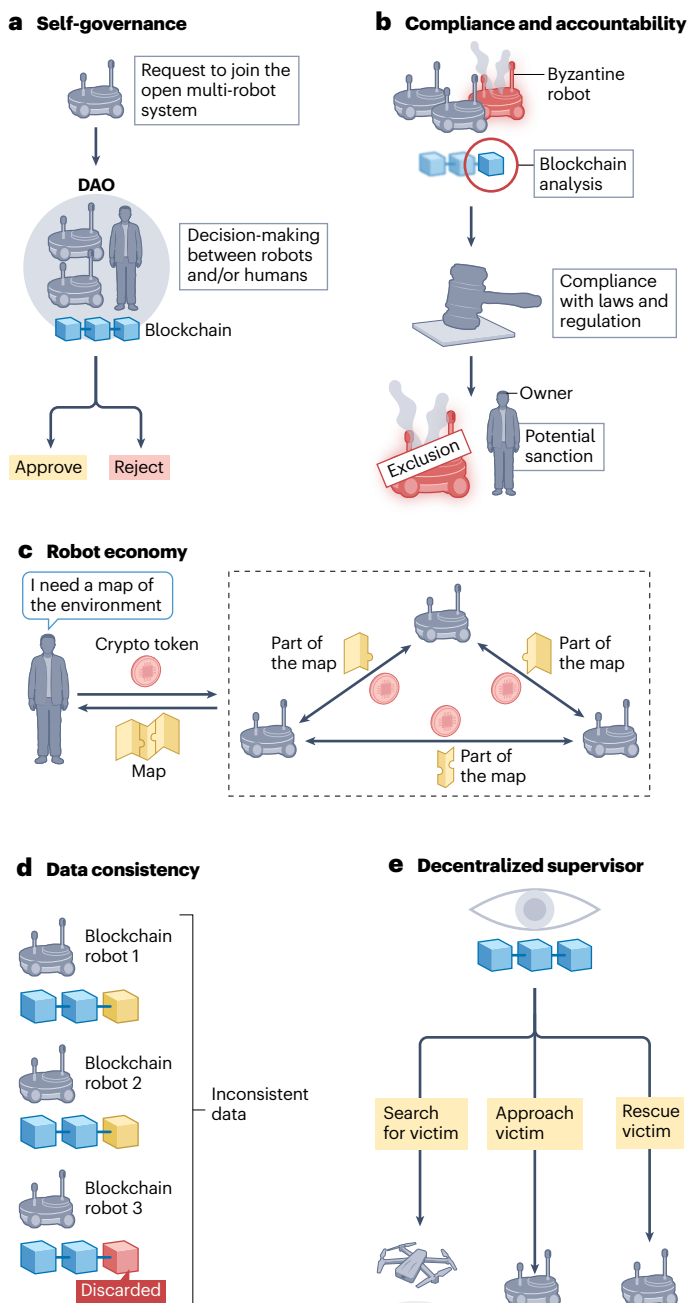 a Self-governance
Request to join the
open multi-robot
system
DAO
Decision-making
between robots
and/or humans
Blockchain
Approve
Reject
b Compliance and accountability
Byzantine
robot
Blockchain
analysis
Compliance
with laws and
regulation
Owner
Exclusion
Potential
sanction
c Robot economy
I need a map of
the environment
Crypto token
Map
Part of
the map
Part of
the map
Part of
the map
d Data consistency
Blockchain
robot 1
Blockchain
robot 2
Blockchain
robot 3
Discarded
Inconsistent
data
e Decentralized supervisor
Search
for victim
Approach
victim
Rescue
victim